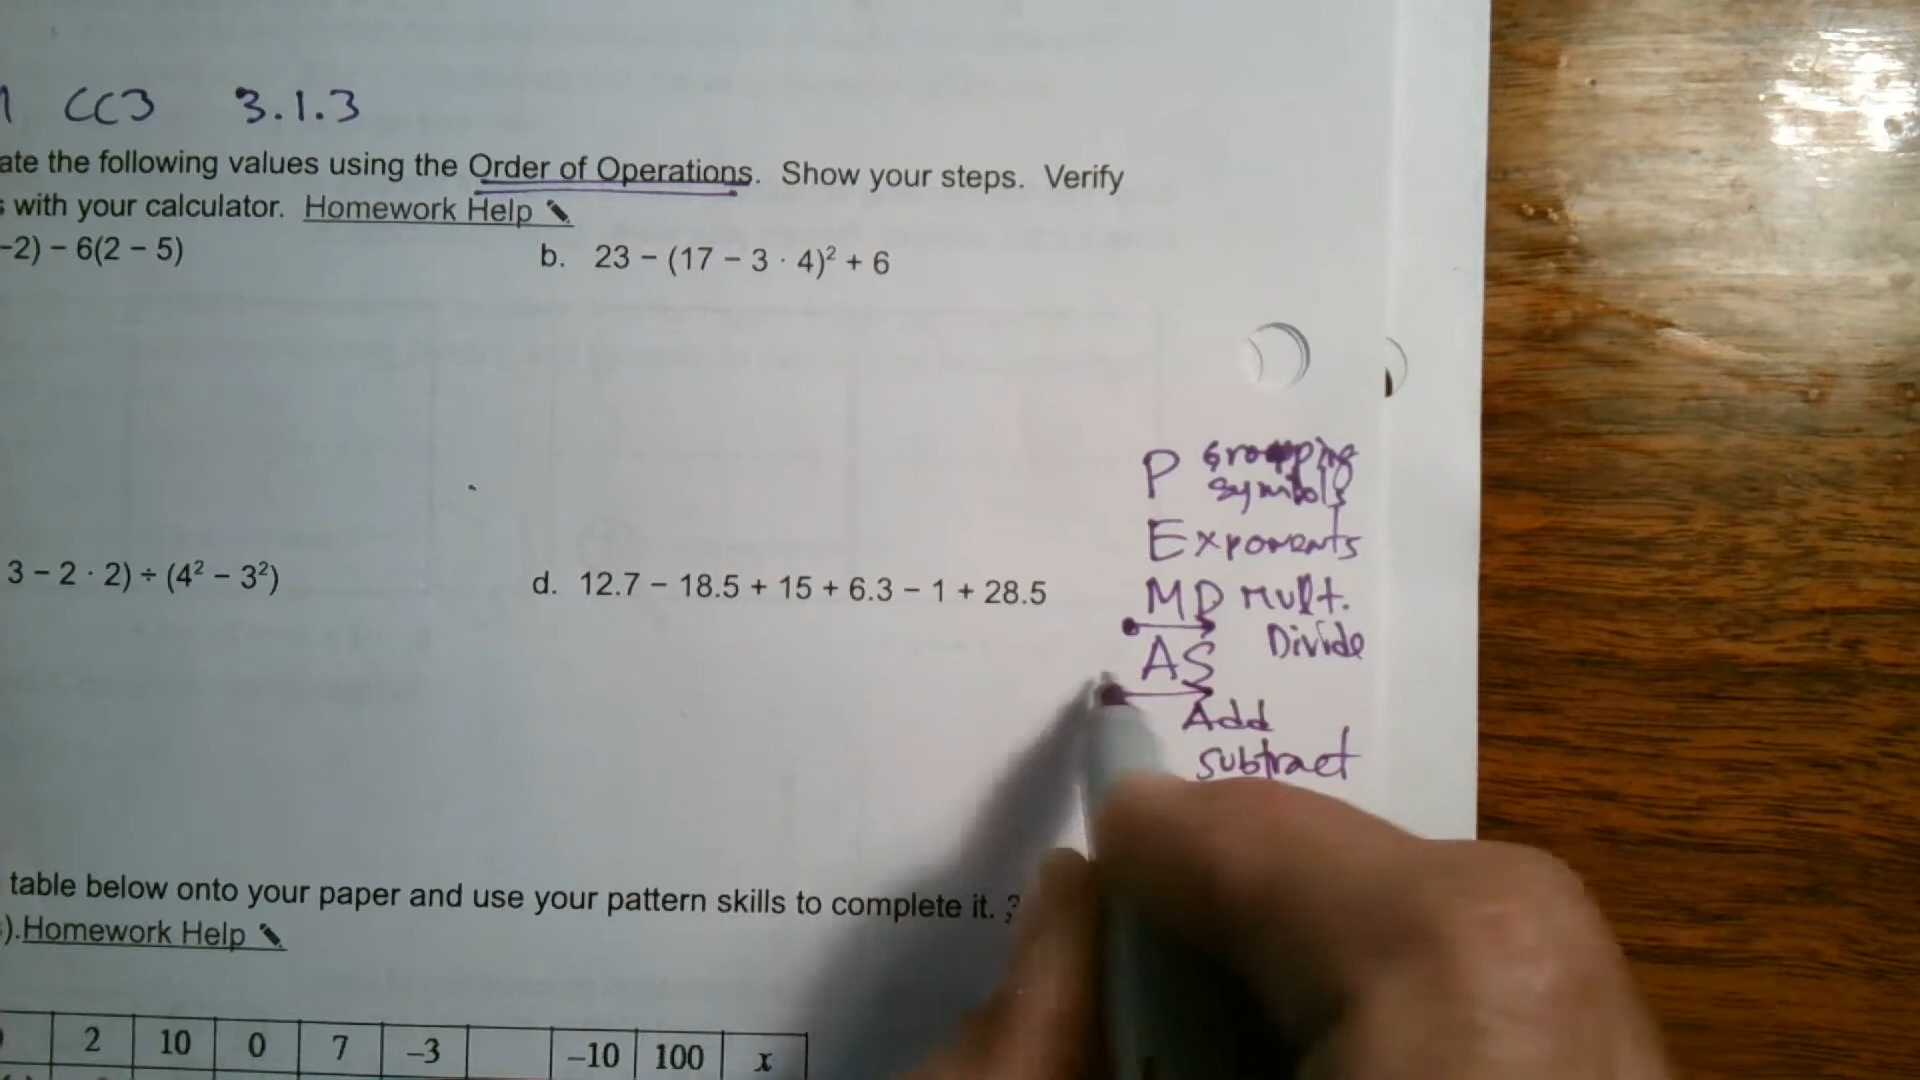 CC3 3.1.3
ate the following values using the Order of Operations. Show your steps. Verify
with your calculator. Homework Help ✎
−2) − 6(2 − 5)
b. 23 − (17 − 3 · 4)² + 6
3 − 2 · 2) ÷ (4² − 3²)
d. 12.7 − 18.5 + 15 + 6.3 − 1 + 28.5
P Grouping
symbols
Exponents
MD Mult.
Divide
AS
Add
Subtract
table below onto your paper and use your pattern skills to complete it.
).Homework Help ✎
2 10 0 7 −3 −10 100 x